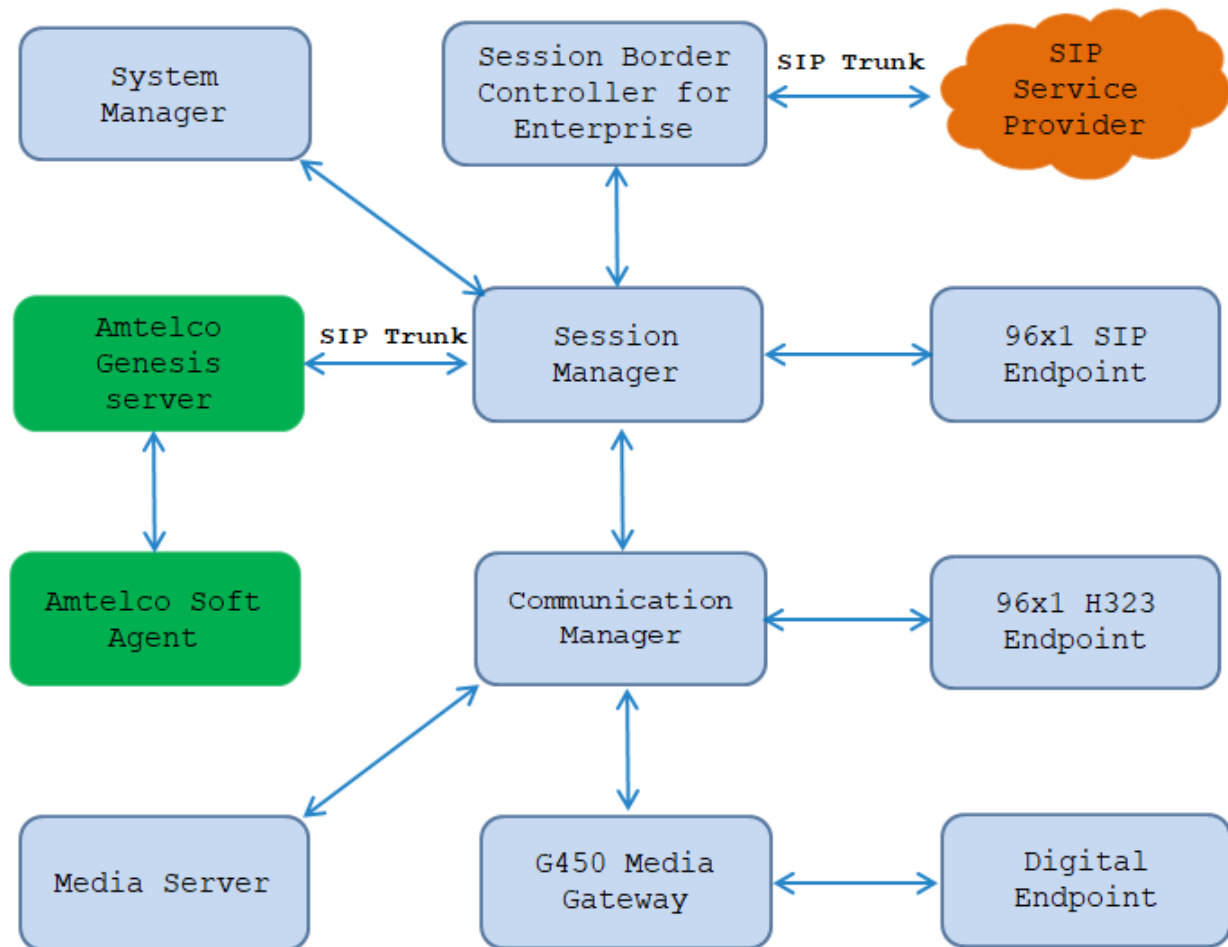 System
Manager
Session Border
Controller for
Enterprise
SIP Trunk
SIP
Service
Provider
Amtelco
Genesis
server
SIP Trunk
Session
Manager
96x1 SIP
Endpoint
Amtelco Soft
Agent
Communication
Manager
96x1 H323
Endpoint
Media Server
G450 Media
Gateway
Digital
Endpoint